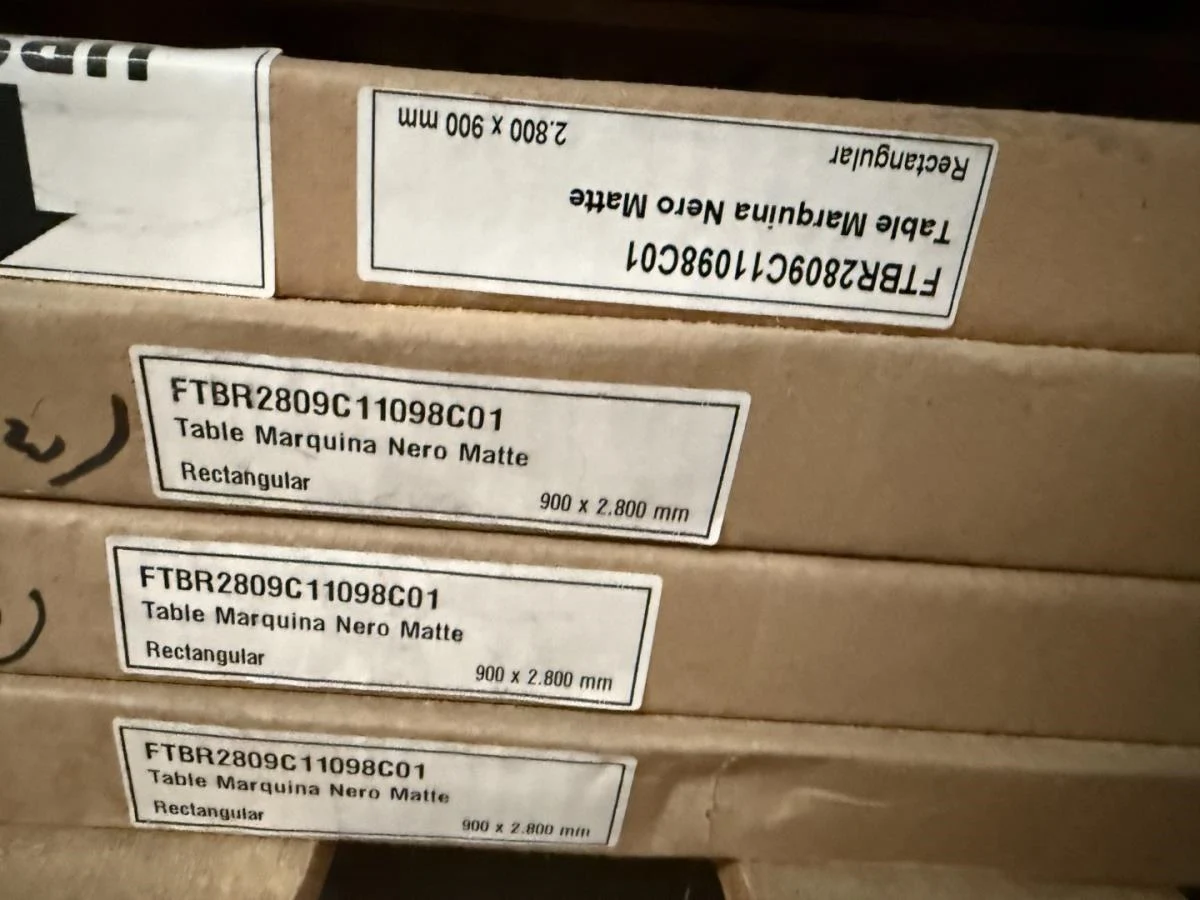 FTBR2809C11098C01
Table Marquina Nero Matte
Rectangular
2.800 x 900 mm
FTBR2809C11098C01
Table Marquina Nero Matte
Rectangular
900 x 2.800 mm
FTBR2809C11098C01
Table Marquina Nero Matte
Rectangular
900 x 2.800 mm
FTBR2809C11098C01
Table Marquina Nero Matte
Rectangular
900 x 2.800 mm